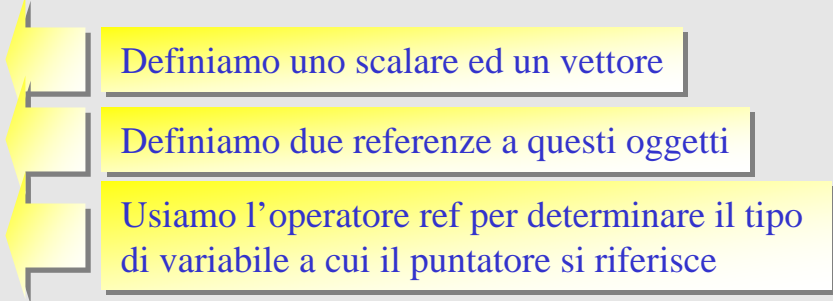 Definiamo uno scalare ed un vettore
Definiamo due referenze a questi oggetti
Usiamo l’operatore ref per determinare il tipo
di variabile a cui il puntatore si riferisce